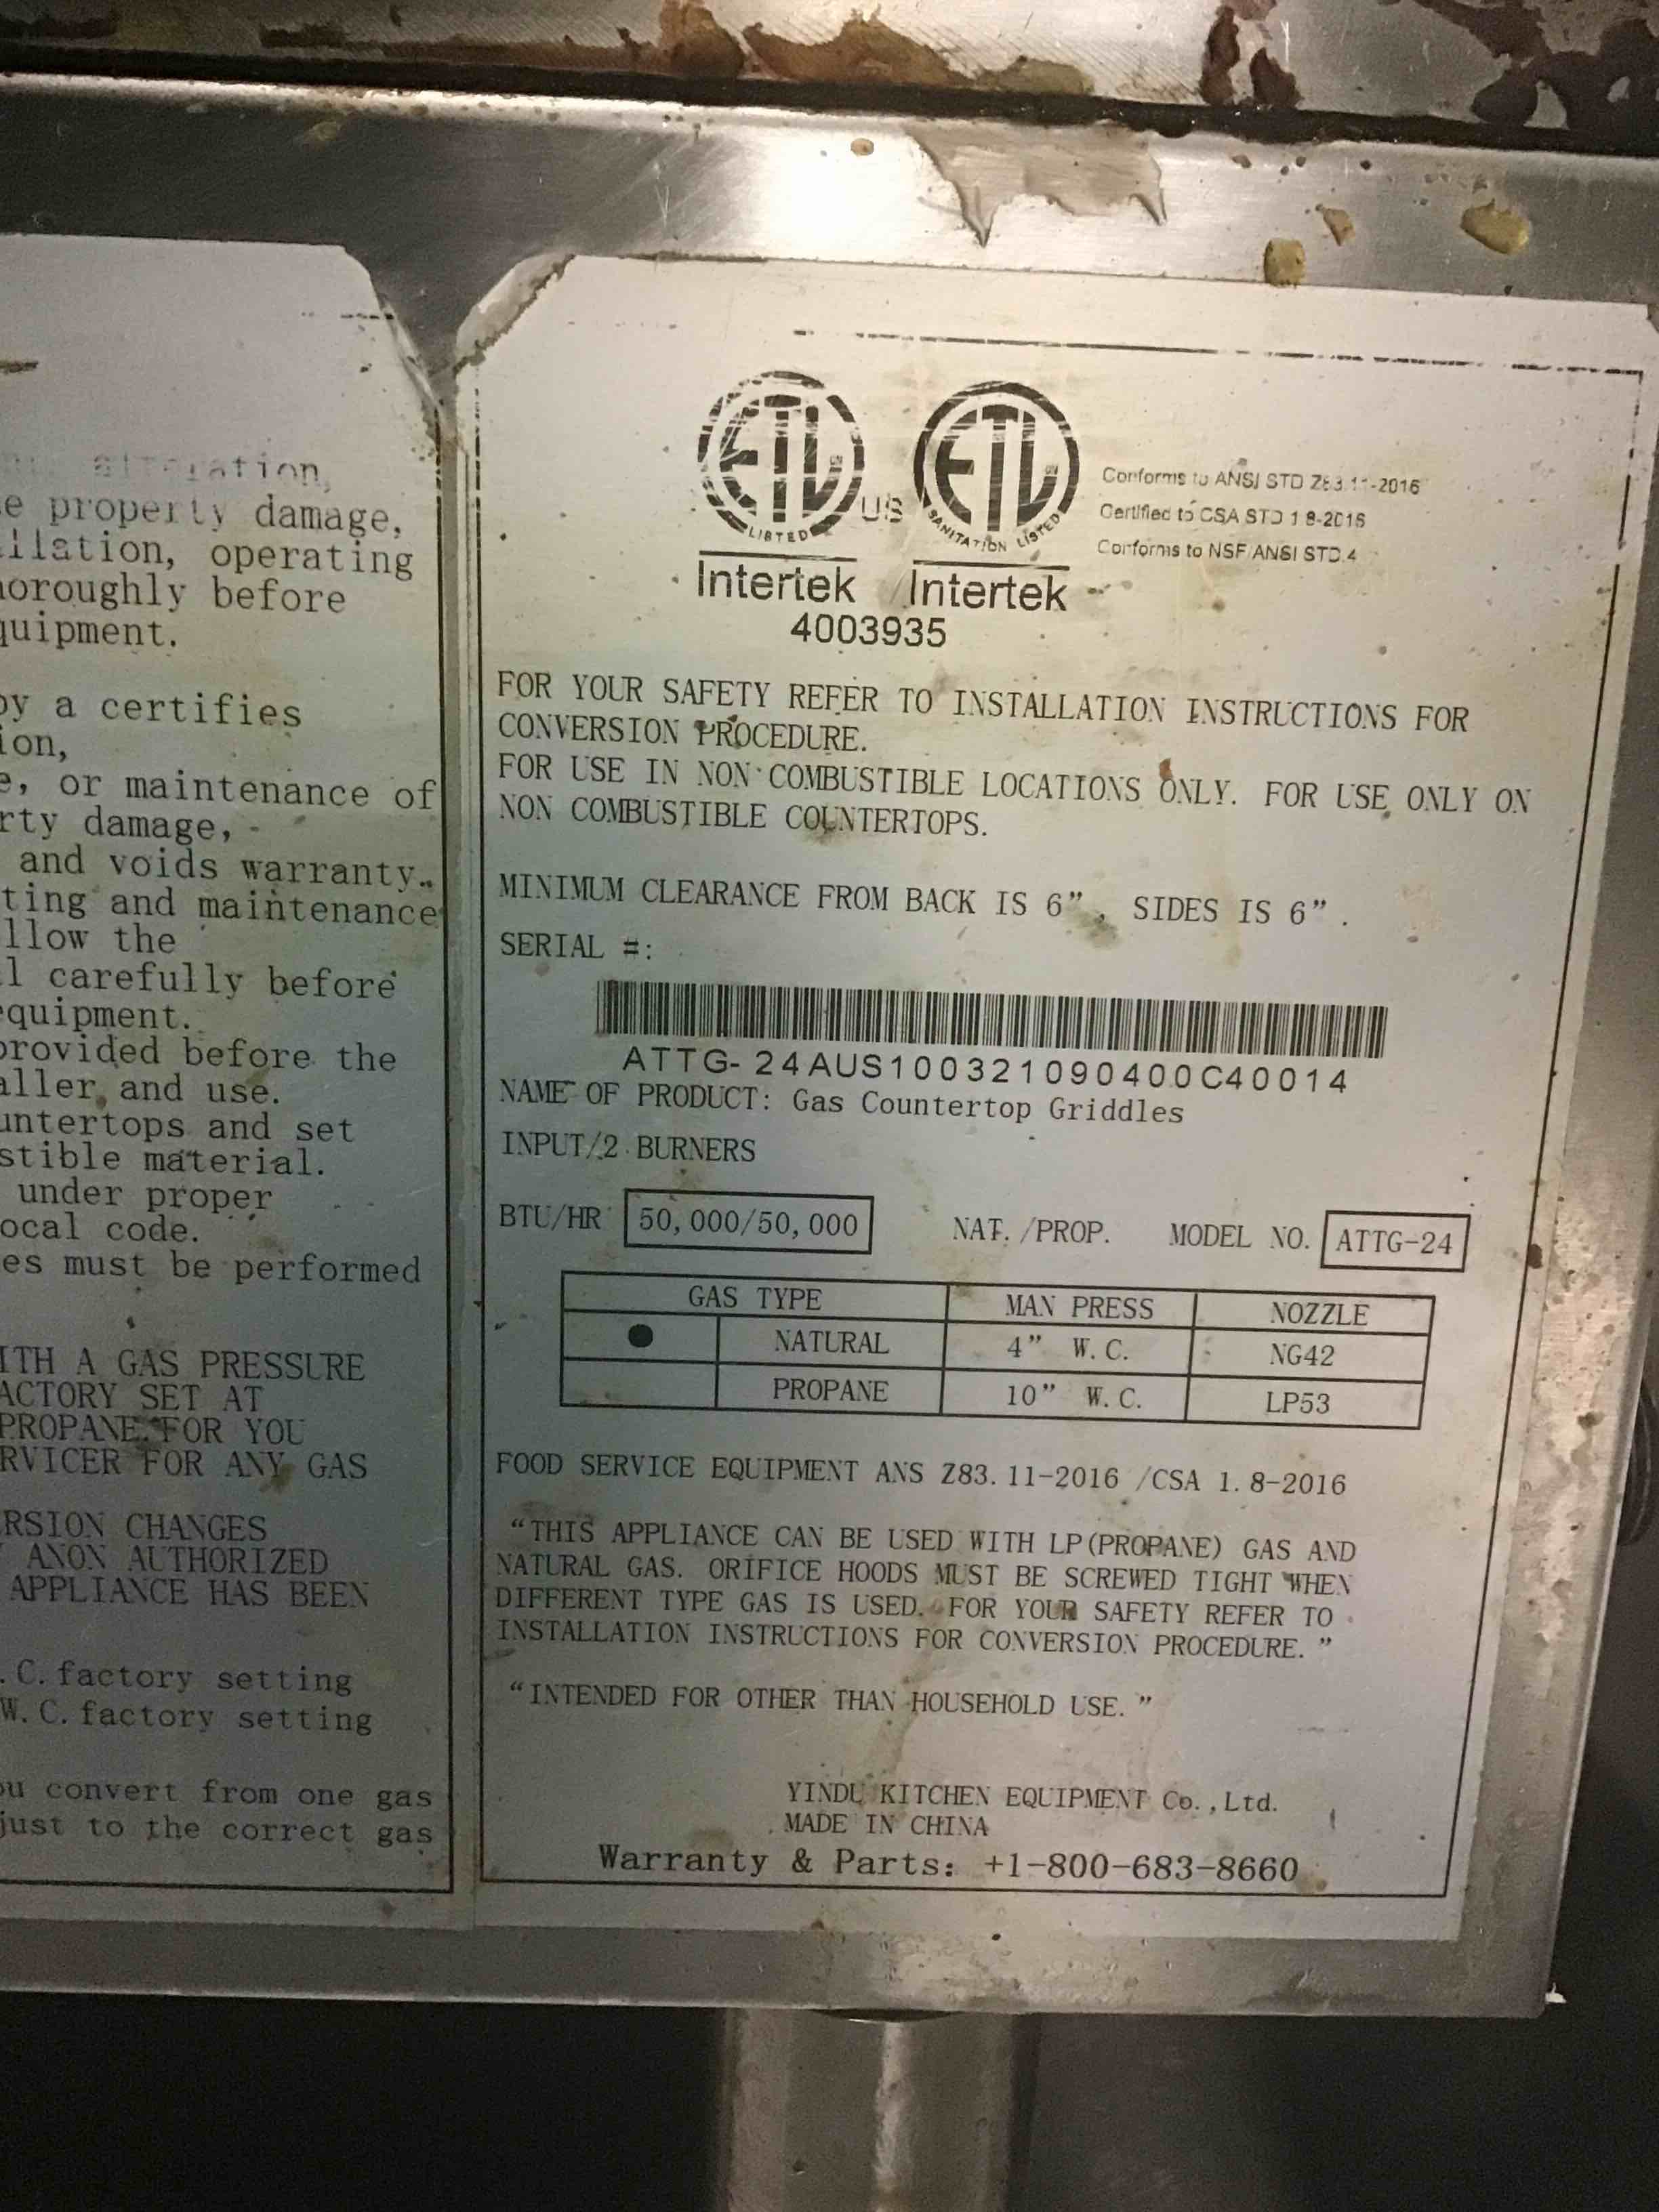 alteration,
e property damage,
llation, operating
horoughly before
quipment.
by a certifies
ion,
e, or maintenance of
rty damage,
and voids warranty.
ting and maintenance
llow the
l carefully before
equipment.
provided before the
aller, and use.
untertops and set
stible material.
under proper
ocal code.
es must be performed
ITH A GAS PRESSURE
ACTORY SET AT
PROPANE. FOR YOU
RVICER FOR ANY GAS
RSION CHANGES
ANON AUTHORIZED
APPLIANCE HAS BEEN
.C. factory setting
W.C. factory setting
ou convert from one gas
just to the correct gas
ETL US ETL
LISTED SANITATION LISTED
Intertek Intertek
4003935
Conforms to ANSI STD Z83.11-2016
Certified to CSA STD 1.8-2016
Conforms to NSF/ANSI STD.4
FOR YOUR SAFETY REFER TO INSTALLATION INSTRUCTIONS FOR
CONVERSION PROCEDURE.
FOR USE IN NON COMBUSTIBLE LOCATIONS ONLY. FOR USE ONLY ON
NON COMBUSTIBLE COUNTERTOPS.
MINIMUM CLEARANCE FROM BACK IS 6”, SIDES IS 6”.
SERIAL #:
ATTG-24AUS100321090400C40014
NAME OF PRODUCT: Gas Countertop Griddles
INPUT/2 BURNERS
BTU/HR 50,000/50,000 NAT./PROP. MODEL NO. ATTG-24
GAS TYPE MAN PRESS NOZZLE
● NATURAL 4” W.C. NG42
PROPANE 10” W.C. LP53
FOOD SERVICE EQUIPMENT ANS Z83.11-2016 /CSA 1.8-2016
“THIS APPLIANCE CAN BE USED WITH LP(PROPANE) GAS AND
NATURAL GAS. ORIFICE HOODS MUST BE SCREWED TIGHT WHEN
DIFFERENT TYPE GAS IS USED. FOR YOUR SAFETY REFER TO
INSTALLATION INSTRUCTIONS FOR CONVERSION PROCEDURE.”
“INTENDED FOR OTHER THAN HOUSEHOLD USE.”
YINDU KITCHEN EQUIPMENT Co.,Ltd.
MADE IN CHINA
Warranty & Parts: +1-800-683-8660